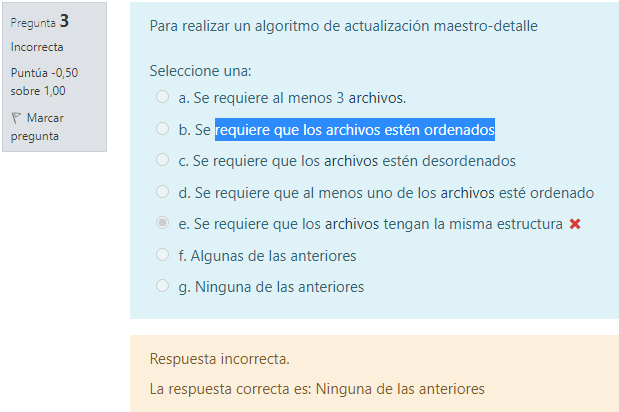 Pregunta 3
Incorrecta
Puntúa -0,50
sobre 1,00
Marcar
pregunta
Para realizar un algoritmo de actualización maestro-detalle
Seleccione una:
a. Se requiere al menos 3 archivos.
b. Se requiere que los archivos estén ordenados
c. Se requiere que los archivos estén desordenados
d. Se requiere que al menos uno de los archivos esté ordenado
e. Se requiere que los archivos tengan la misma estructura
f. Algunas de las anteriores
g. Ninguna de las anteriores
Respuesta incorrecta.
La respuesta correcta es: Ninguna de las anteriores